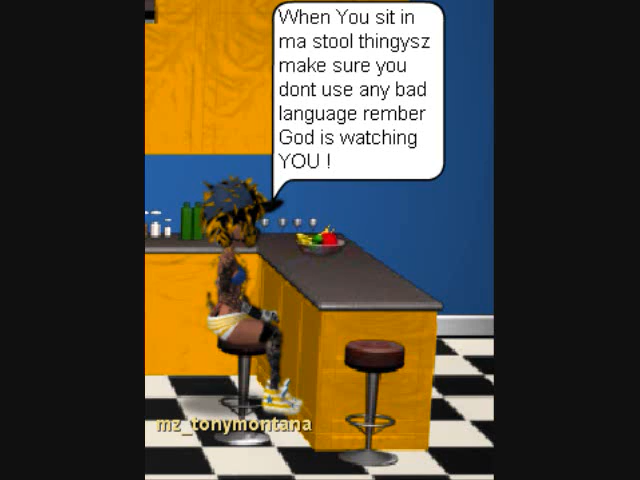 When You sit in
ma stool thingysz
make sure you
dont use any bad
language rember
God is watching
YOU !
mz_tonymontana